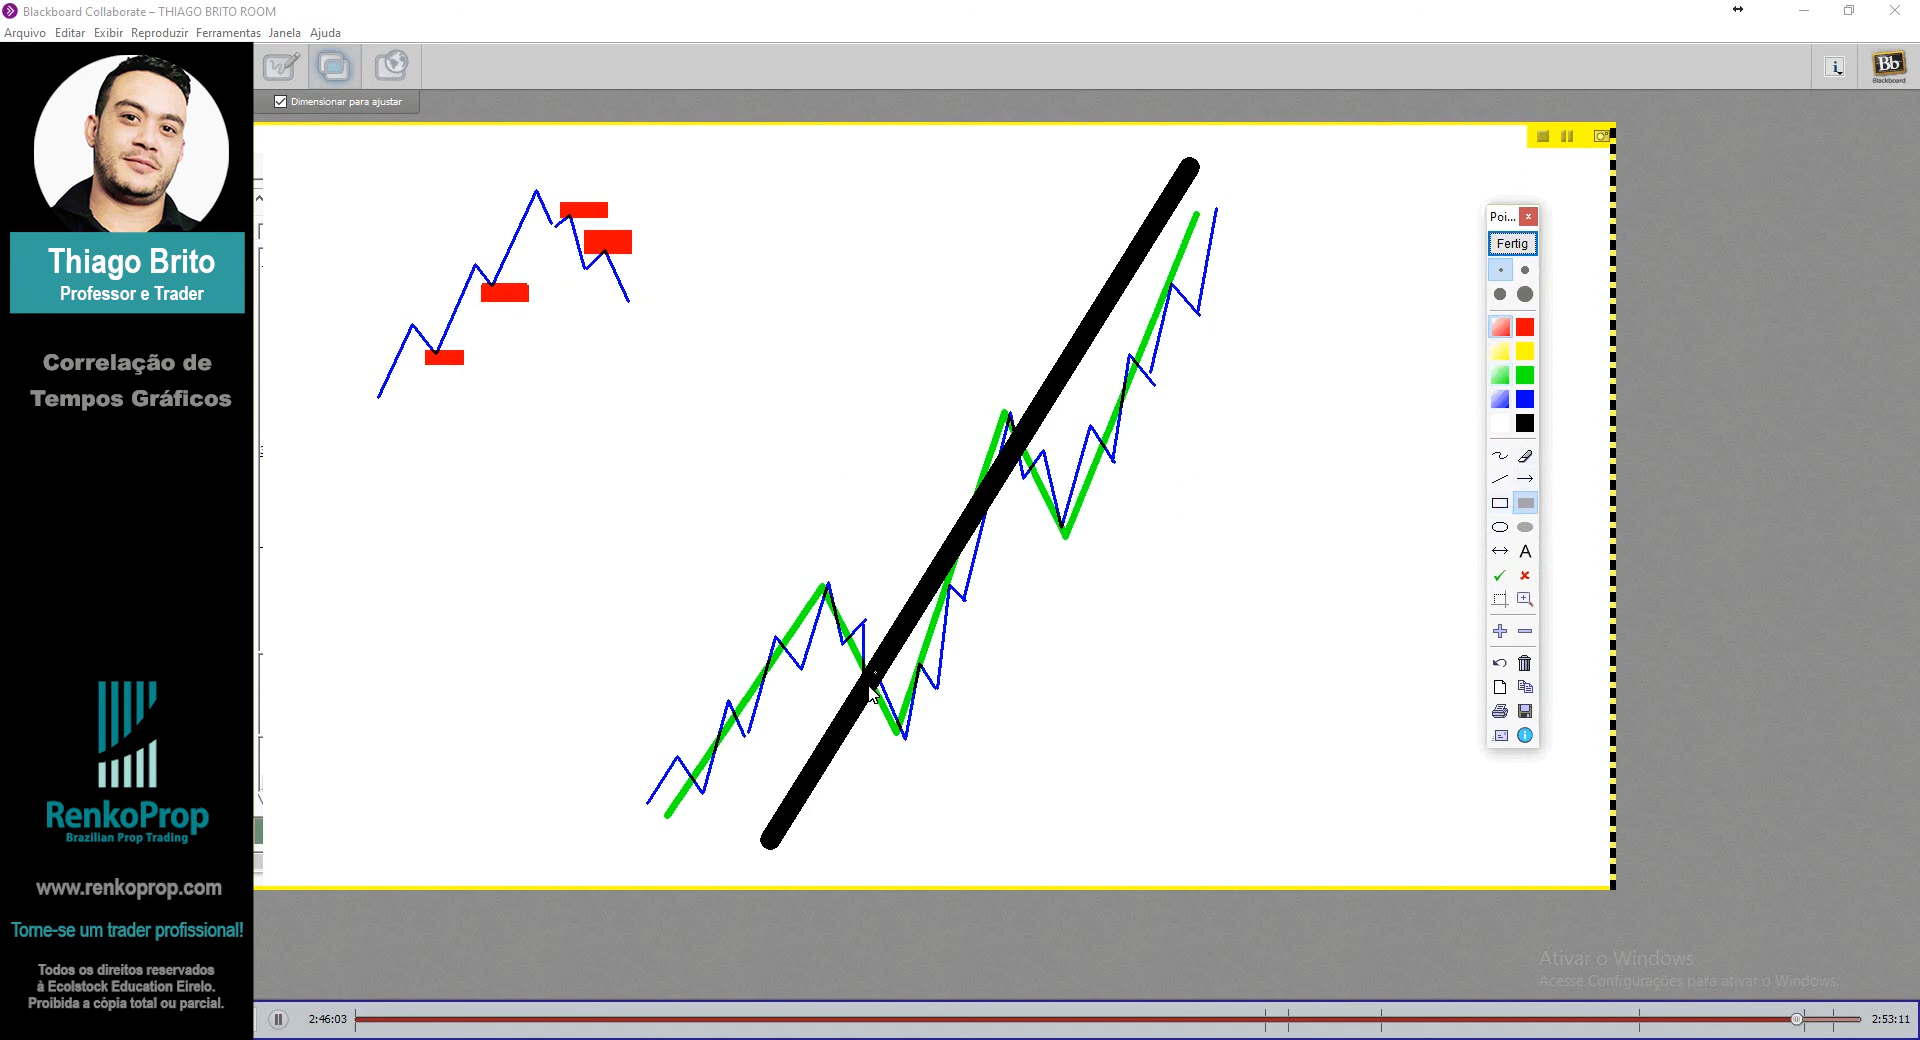 Blackboard Collaborate – THIAGO BRITO ROOM
Arquivo Editar Exibir Reproduzir Ferramentas Janela Ajuda
Bb
Blackboard
Dimensionar para ajustar
Thiago Brito
Professor e Trader
Correlação de
Tempos Gráficos
Poi...
Fertig
A
RenkoProp
Brazilian Prop Trading
www.renkoprop.com
Torne-se um trader profissional!
Todos os direitos reservados
à Ecolstock Education Eirelo.
Proibida a cópia total ou parcial.
Ativar o Windows
Acesse Configurações para ativar o Windows.
2:46:03
2:53:11